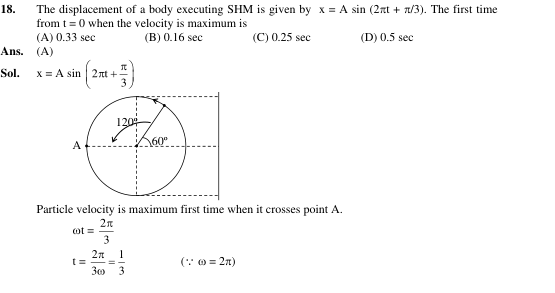 18. The displacement of a body executing SHM is given by x = A sin (2πt + π/3). The first time
from t = 0 when the velocity is maximum is
(A) 0.33 sec (B) 0.16 sec (C) 0.25 sec (D) 0.5 sec
Ans. (A)
Sol. x = A sin (2πt + π/3)
120º
A
60º
Particle velocity is maximum first time when it crosses point A.
ωt = 2π/3
t = 2π/3ω = 1/3 (∵ ω = 2π)